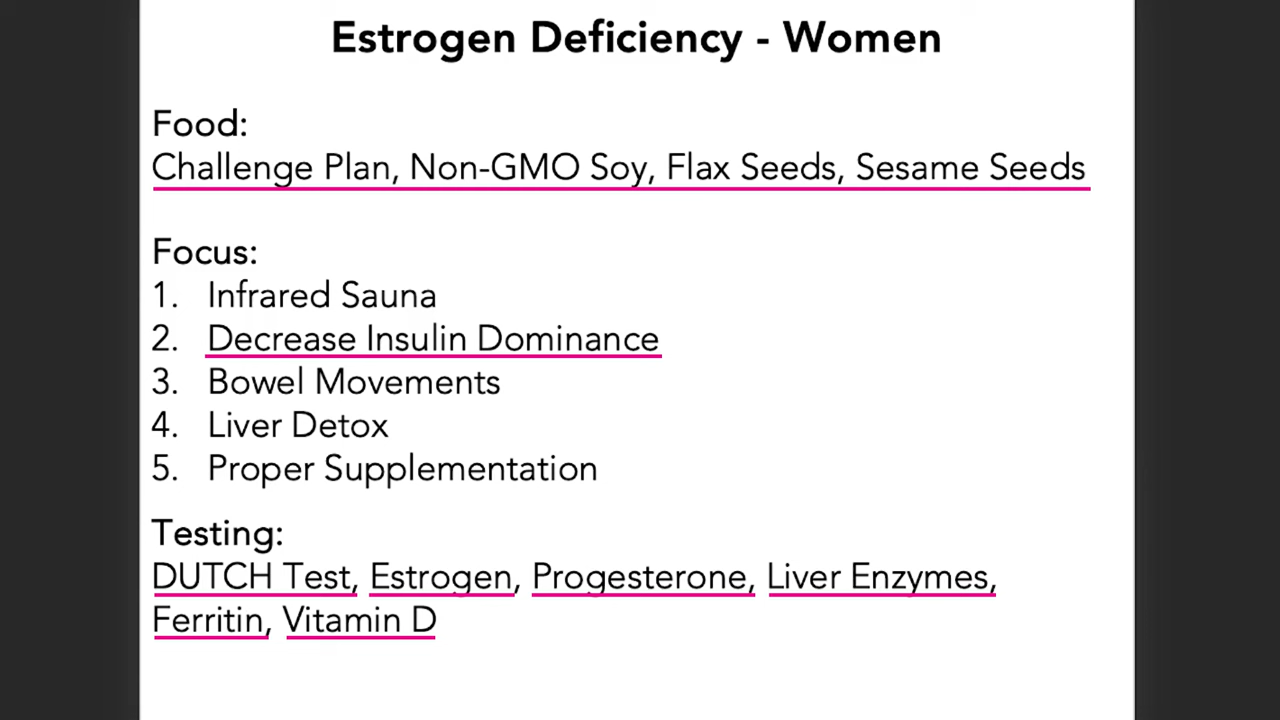 Estrogen Deficiency - Women
Food:
Challenge Plan, Non-GMO Soy, Flax Seeds, Sesame Seeds
Focus:
1. Infrared Sauna
2. Decrease Insulin Dominance
3. Bowel Movements
4. Liver Detox
5. Proper Supplementation
Testing:
DUTCH Test, Estrogen, Progesterone, Liver Enzymes,
Ferritin, Vitamin D